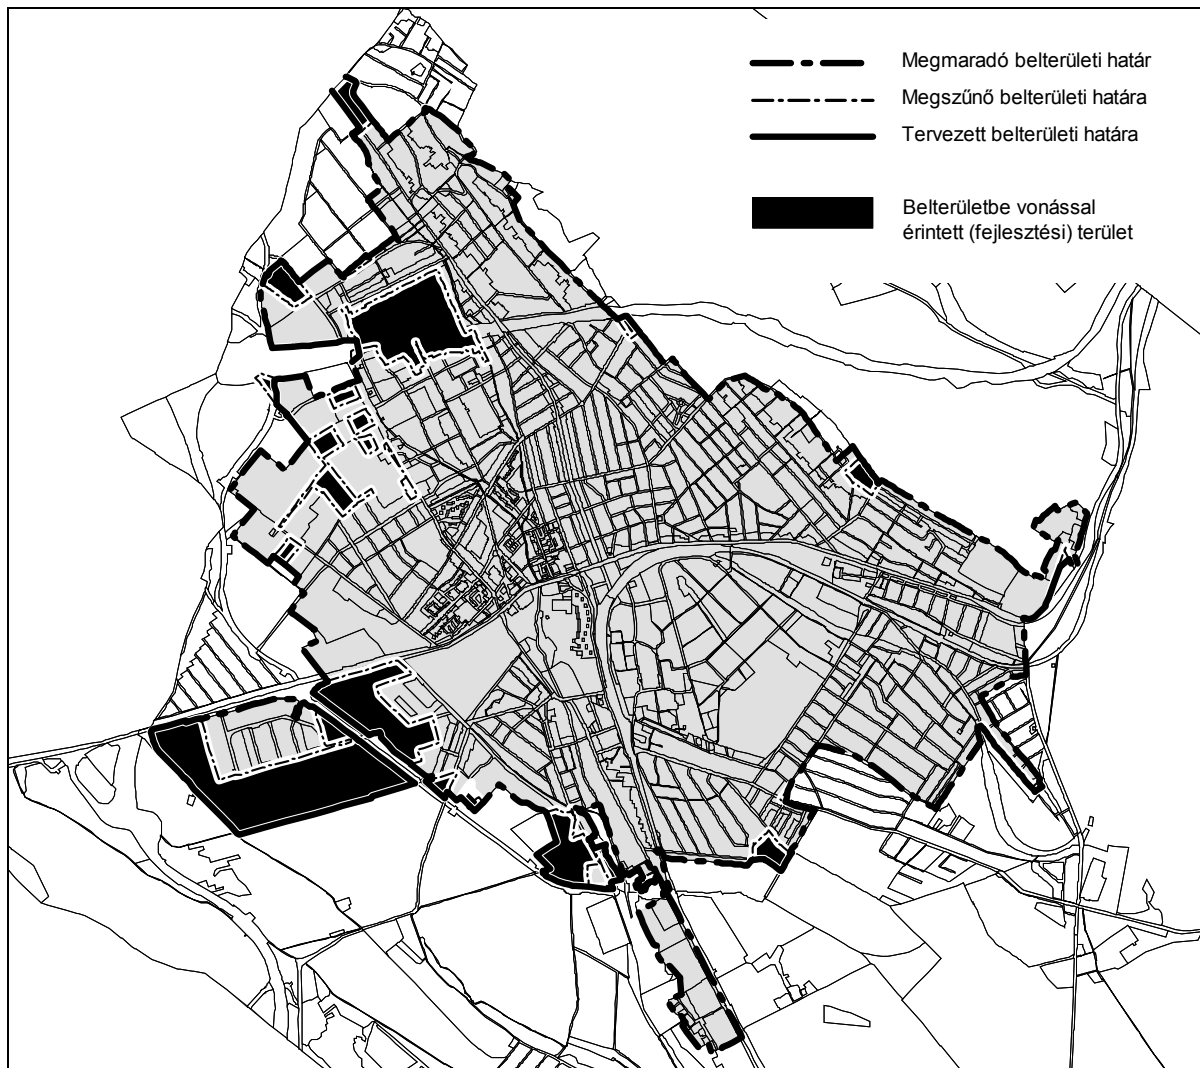 Megmaradó belterületi határ
Megszűnő belterületi határa
Tervezett belterületi határa
Belterületbe vonással
érintett (fejlesztési) terület